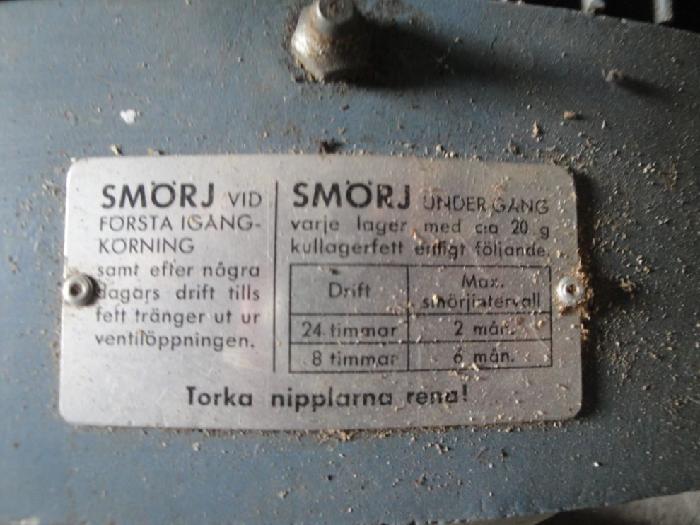 SMÖRJ VID
FÖRSTA IGÅNG-
KÖRNING
samt efter några
dagars drift tills
fett tränger ut ur
ventilöppningen.
SMÖRJ UNDER GÅNG
varje lager med c:a 20 g
kullagerfett enligt följande.
Drift
Max.
smörjintervall
24 timmar
2 mån.
8 timmar
6 mån.
Torka nipplarna rena!